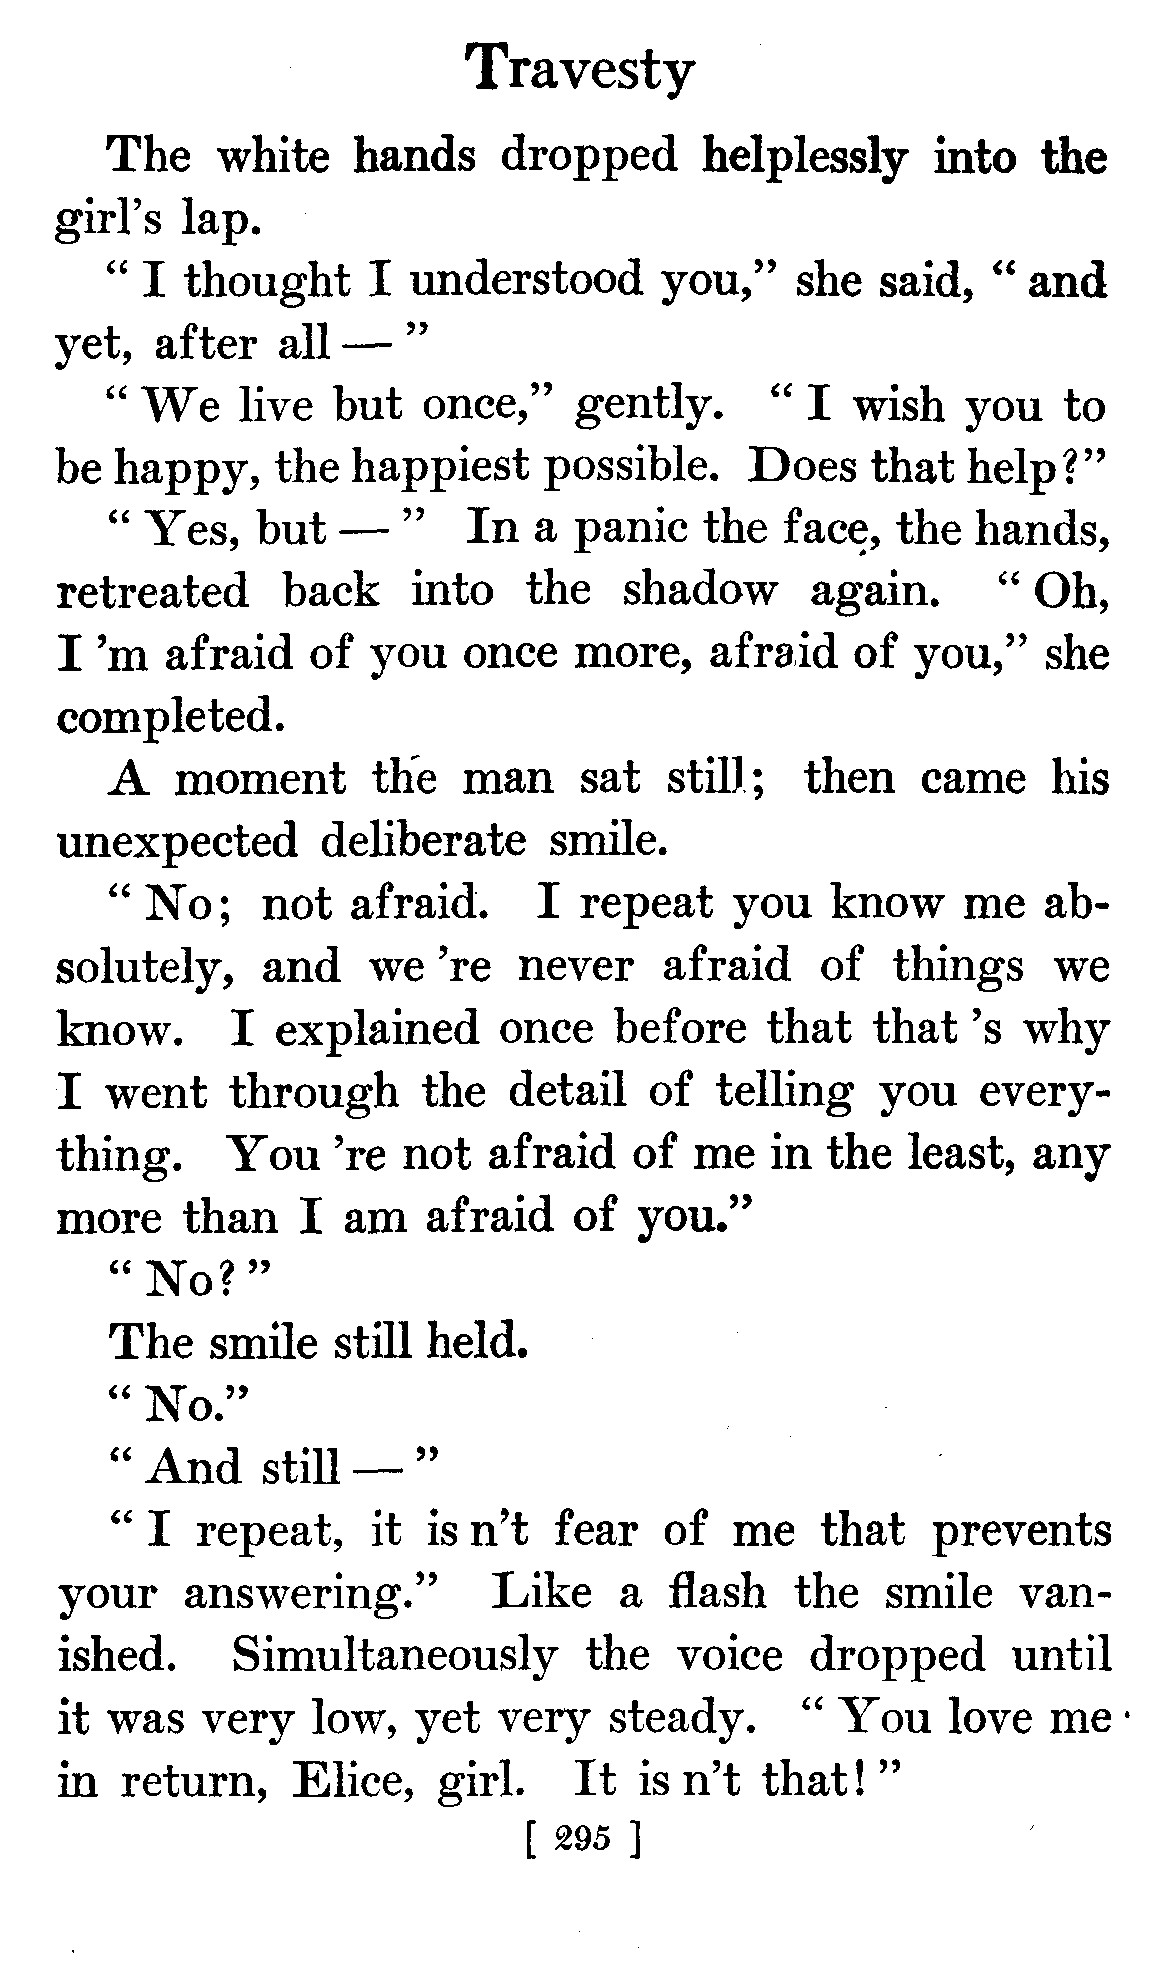 Travesty
The white hands dropped helplessly into the
girl's lap.
“ I thought I understood you,” she said, “ and
yet, after all — ”
“ We live but once,” gently. “ I wish you to
be happy, the happiest possible. Does that help?”
“ Yes, but — ” In a panic the face, the hands,
retreated back into the shadow again. “ Oh,
I 'm afraid of you once more, afraid of you,” she
completed.
A moment the man sat still; then came his
unexpected deliberate smile.
“ No; not afraid. I repeat you know me ab-
solutely, and we 're never afraid of things we
know. I explained once before that that 's why
I went through the detail of telling you every-
thing. You 're not afraid of me in the least, any
more than I am afraid of you.”
“ No? ”
The smile still held.
“ No.”
“ And still — ”
“ I repeat, it is n't fear of me that prevents
your answering.” Like a flash the smile van-
ished. Simultaneously the voice dropped until
it was very low, yet very steady. “ You love me
in return, Elice, girl. It is n't that! ”
[ 295 ]